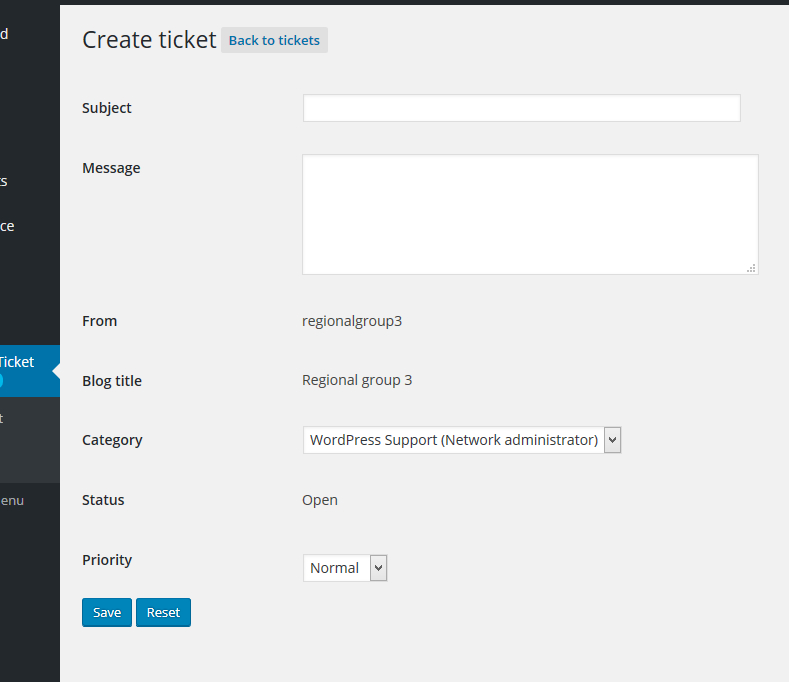 Create ticket Back to tickets
Subject
Message
From regionalgroup3
Blog title Regional group 3
Ticket
Category WordPress Support (Network administrator)
Status Open
enu
Priority Normal
Save Reset